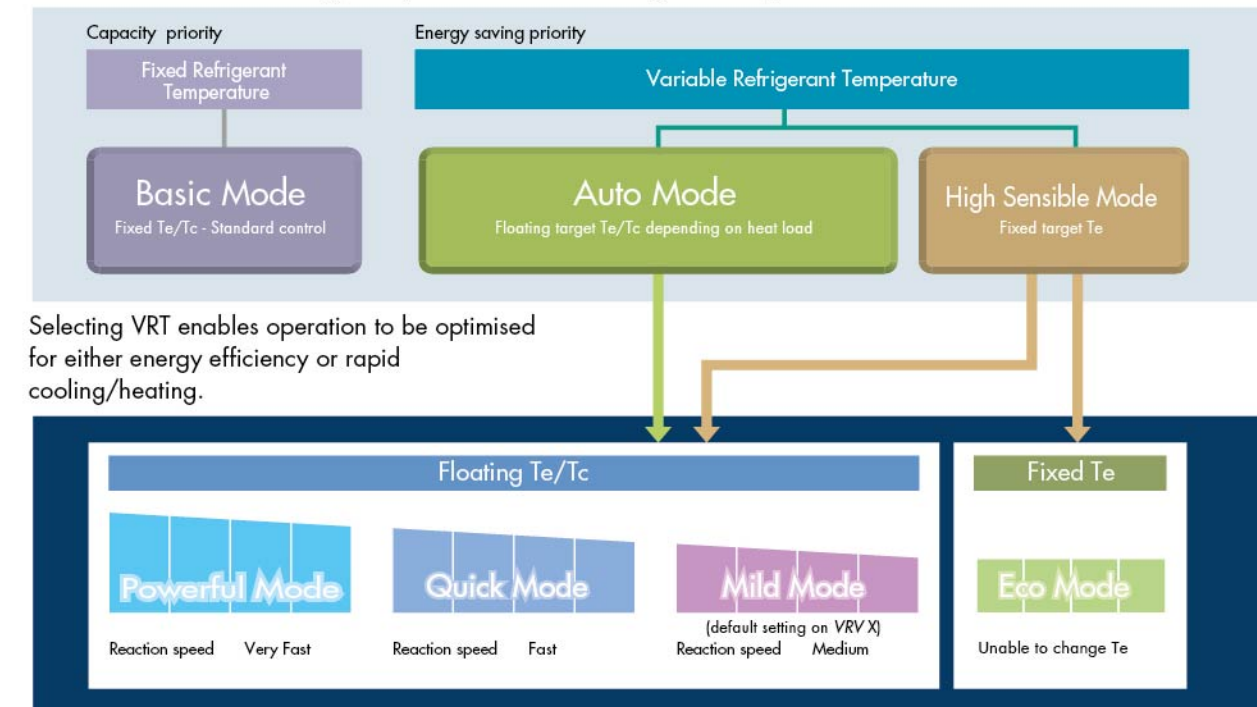 Capacity priority
Energy saving priority
Fixed Refrigerant
Temperature
Variable Refrigerant Temperature
Basic Mode
Fixed Te/Tc - Standard control
Auto Mode
Floating target Te/Tc depending on heat load
High Sensible Mode
Fixed target Te
Selecting VRT enables operation to be optimised
for either energy efficiency or rapid
cooling/heating.
Floating Te/Tc
Fixed Te
Powerful Mode
Quick Mode
Mild Mode
Eco Mode
(default setting on VRV X)
Reaction speed Very Fast
Reaction speed Fast
Reaction speed Medium
Unable to change Te